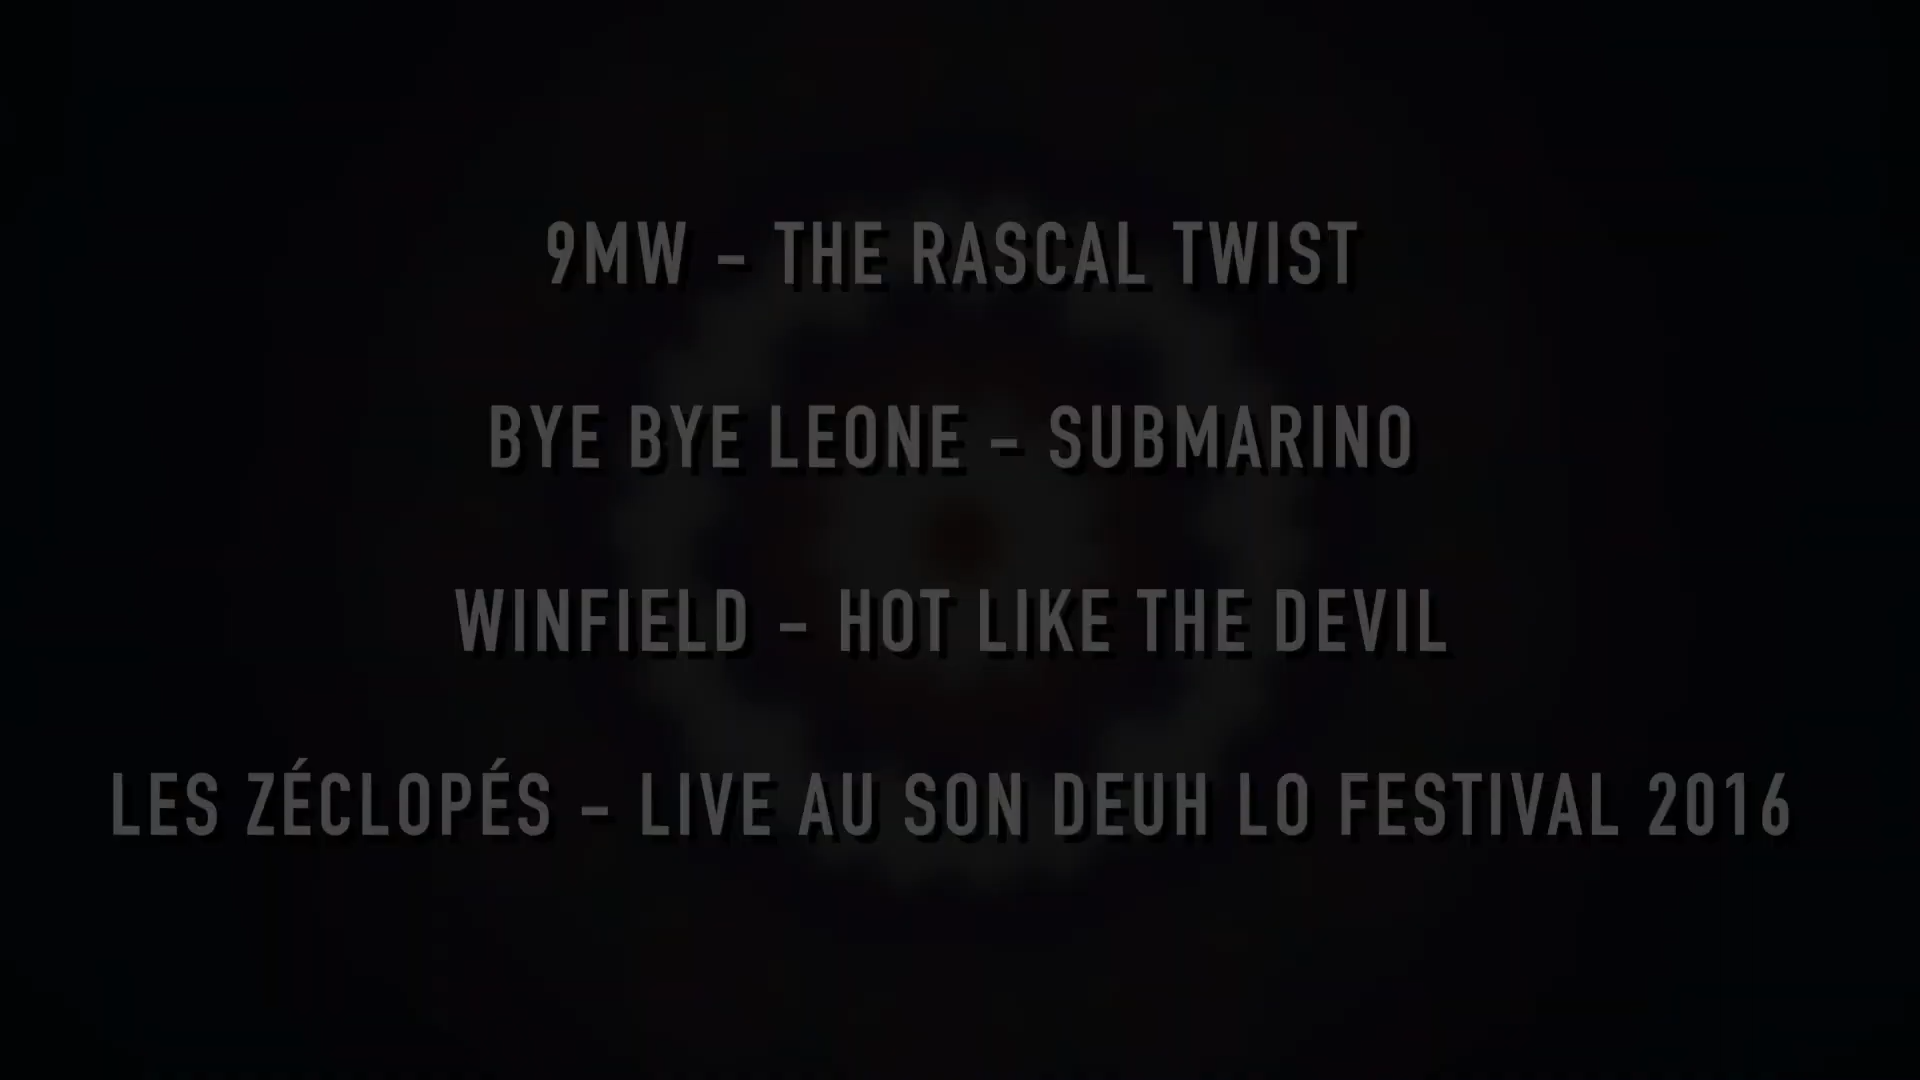 9MW - THE RASCAL TWIST
BYE BYE LEONE - SUBMARINO
WINFIELD - HOT LIKE THE DEVIL
LES ZÉCLOPÉS - LIVE AU SON DEUH LO FESTIVAL 2016